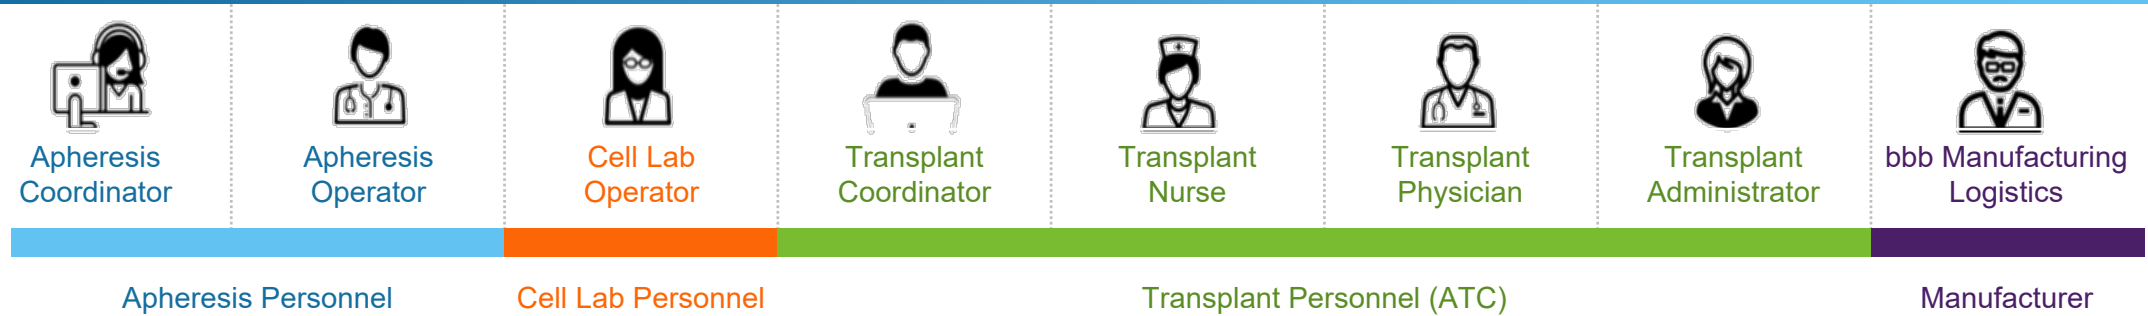 Apheresis
Coordinator
Apheresis
Operator
Cell Lab
Operator
Transplant
Coordinator
Transplant
Nurse
Transplant
Physician
Transplant
Administrator
bbb Manufacturing
Logistics
Apheresis Personnel
Cell Lab Personnel
Transplant Personnel (ATC)
Manufacturer